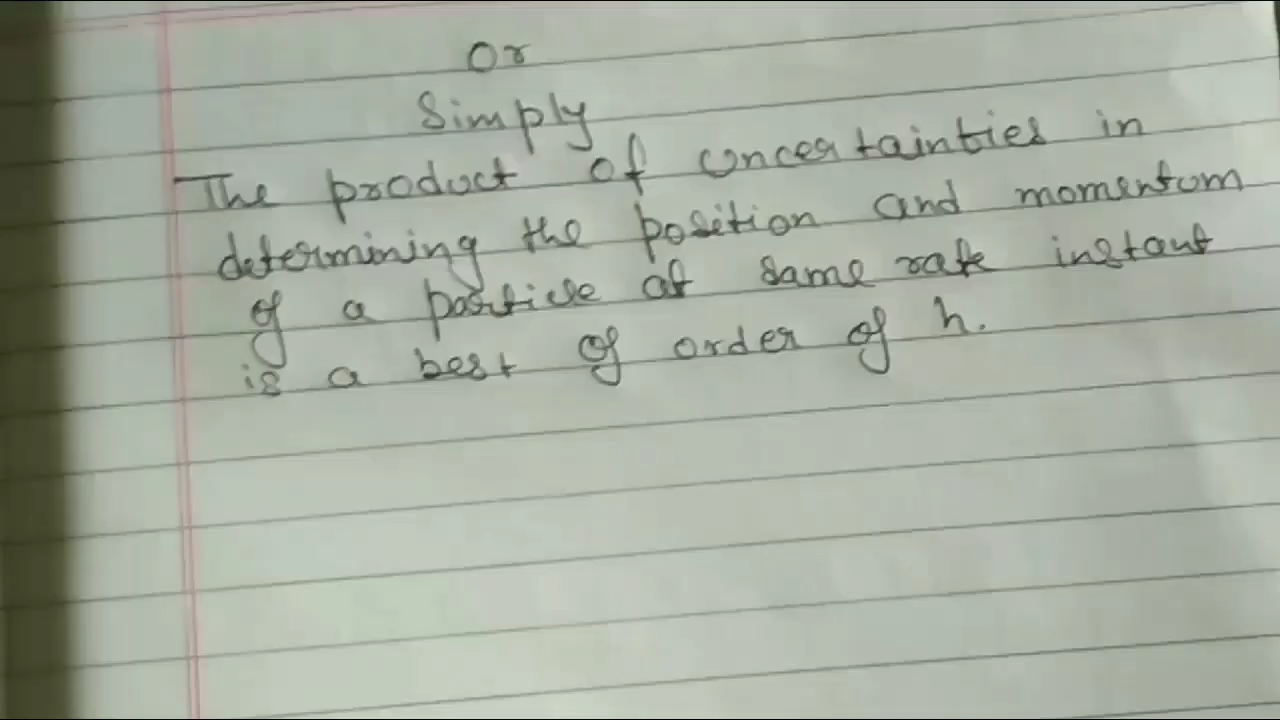 Or
Simply
The product of uncertainties in
determining the position and momentum
of a particle at same rate instant
is a best of order of h.